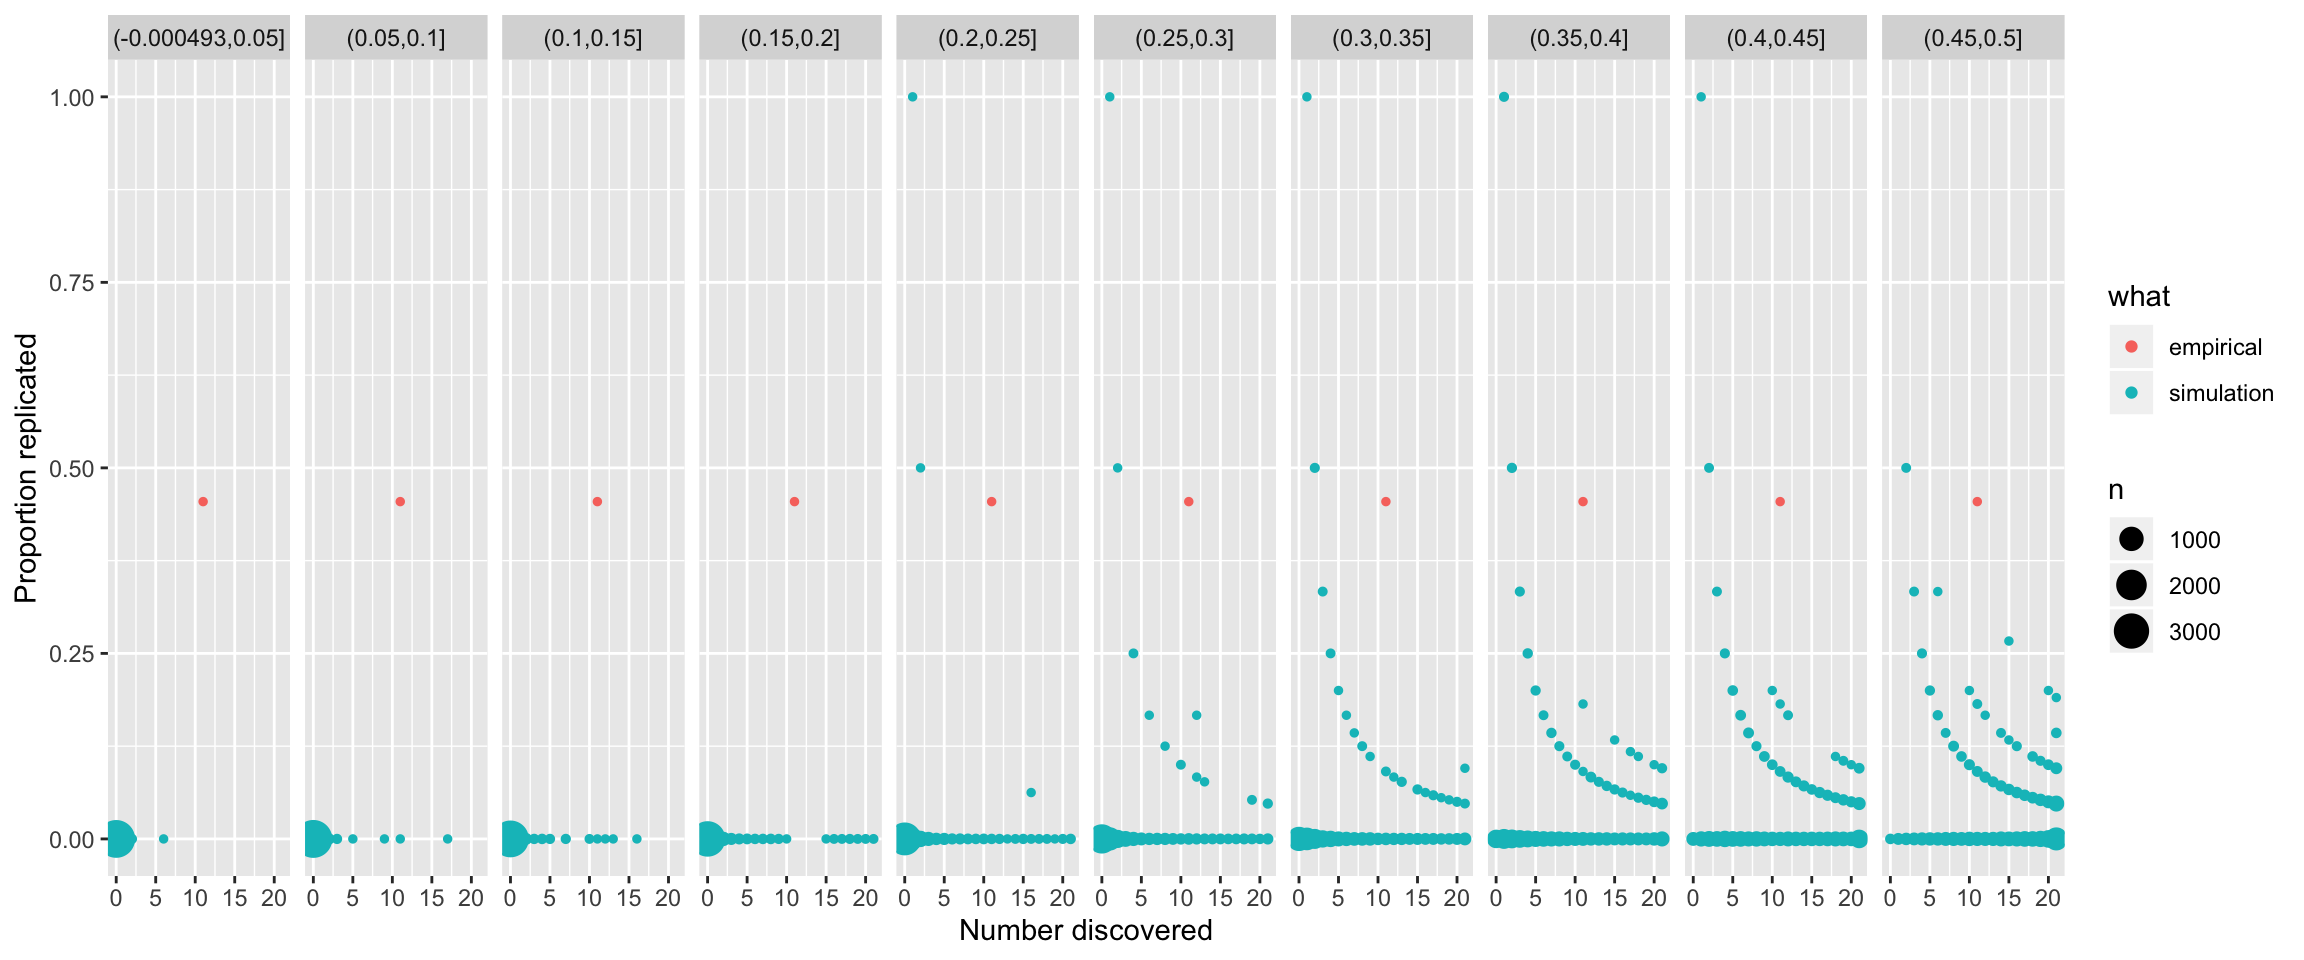 (-0.000493,0.05] (0.05,0.1] (0.1,0.15] (0.15,0.2] (0.2,0.25] (0.25,0.3] (0.3,0.35] (0.35,0.4] (0.4,0.45] (0.45,0.5]
1.00
0.75
0.50
0.25
0.00
Proportion replicated
0 5 10 15 20 0 5 10 15 20 0 5 10 15 20 0 5 10 15 20 0 5 10 15 20 0 5 10 15 20 0 5 10 15 20 0 5 10 15 20 0 5 10 15 20 0 5 10 15 20
Number discovered
what
empirical
simulation
n
1000
2000
3000